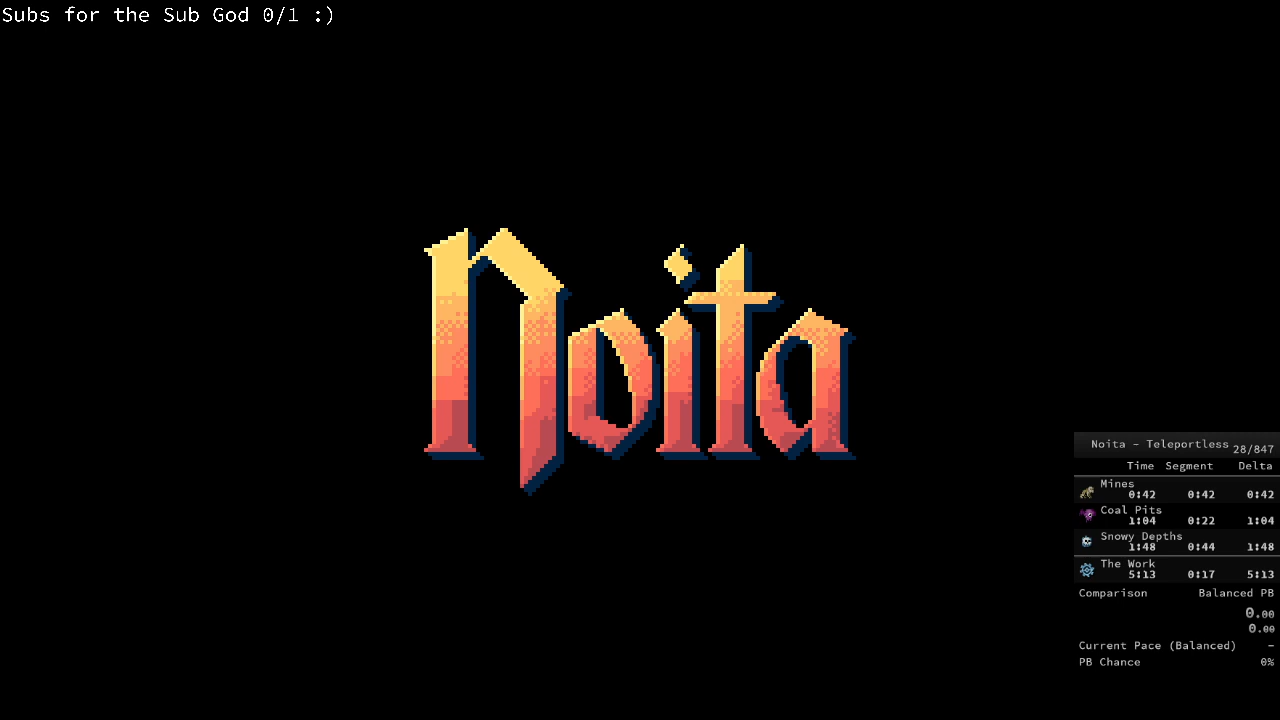 Subs for the Sub God 0/1 :)
Noita
Noita - Teleportless 28/847
Time Segment Delta
Mines
0:42 0:42 0:42
Coal Pits
1:04 0:22 1:04
Snowy Depths
1:48 0:44 1:48
The Work
5:13 0:17 5:13
Comparison Balanced PB
0.00
0.00
Current Pace (Balanced) -
PB Chance 0%